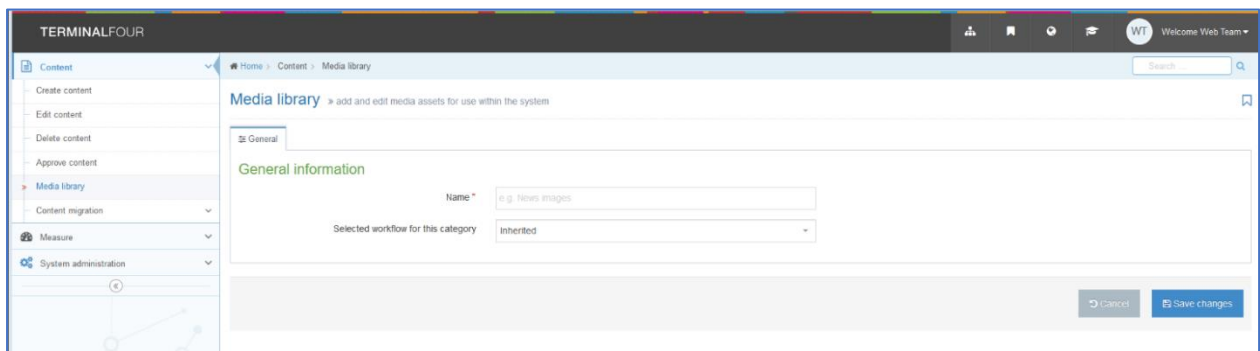 TERMINALFOUR
WT Welcome Web Team
Content
Home > Content > Media library
Search ...
Create content
Edit content
Delete content
Approve content
Media library
Content migration
Measure
System administration
Media library » add and edit media assets for use within the system
General
General information
Name *
e.g. News images
Selected workflow for this category
Inherited
Cancel
Save changes